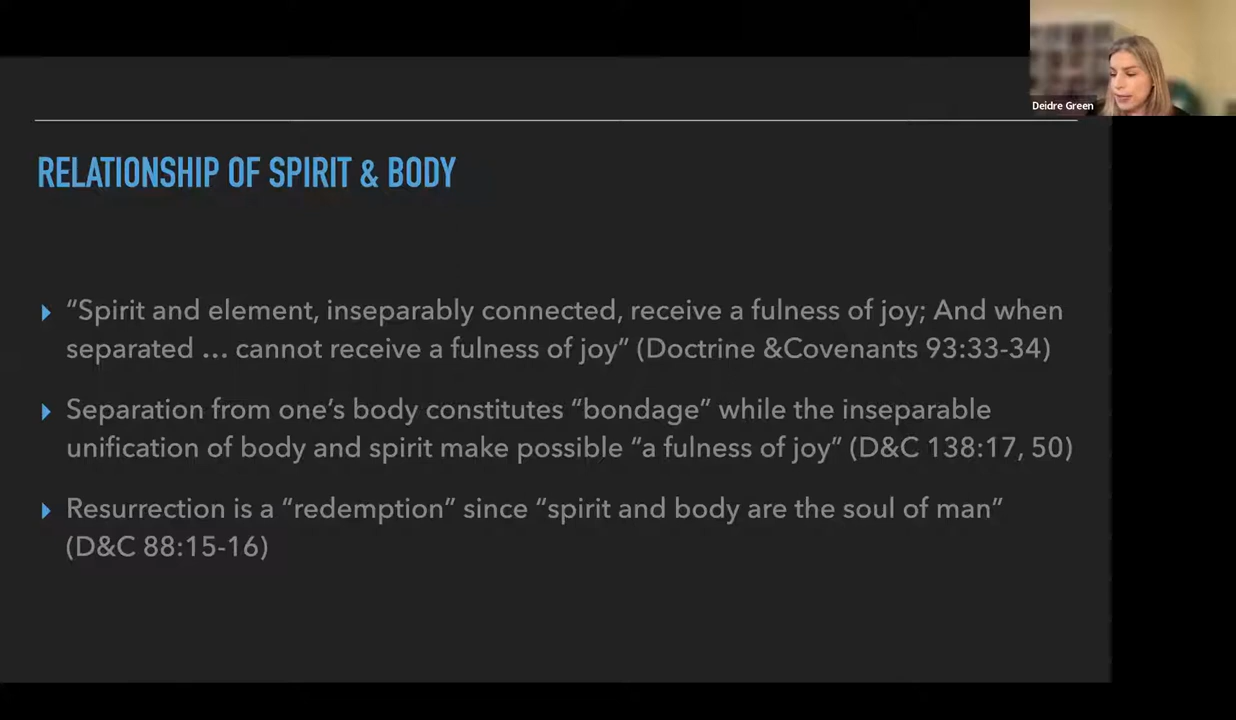 Deidre Green
RELATIONSHIP OF SPIRIT & BODY
“Spirit and element, inseparably connected, receive a fulness of joy; And when
separated … cannot receive a fulness of joy” (Doctrine &Covenants 93:33-34)
Separation from one’s body constitutes “bondage” while the inseparable
unification of body and spirit make possible “a fulness of joy” (D&C 138:17, 50)
Resurrection is a “redemption” since “spirit and body are the soul of man”
(D&C 88:15-16)